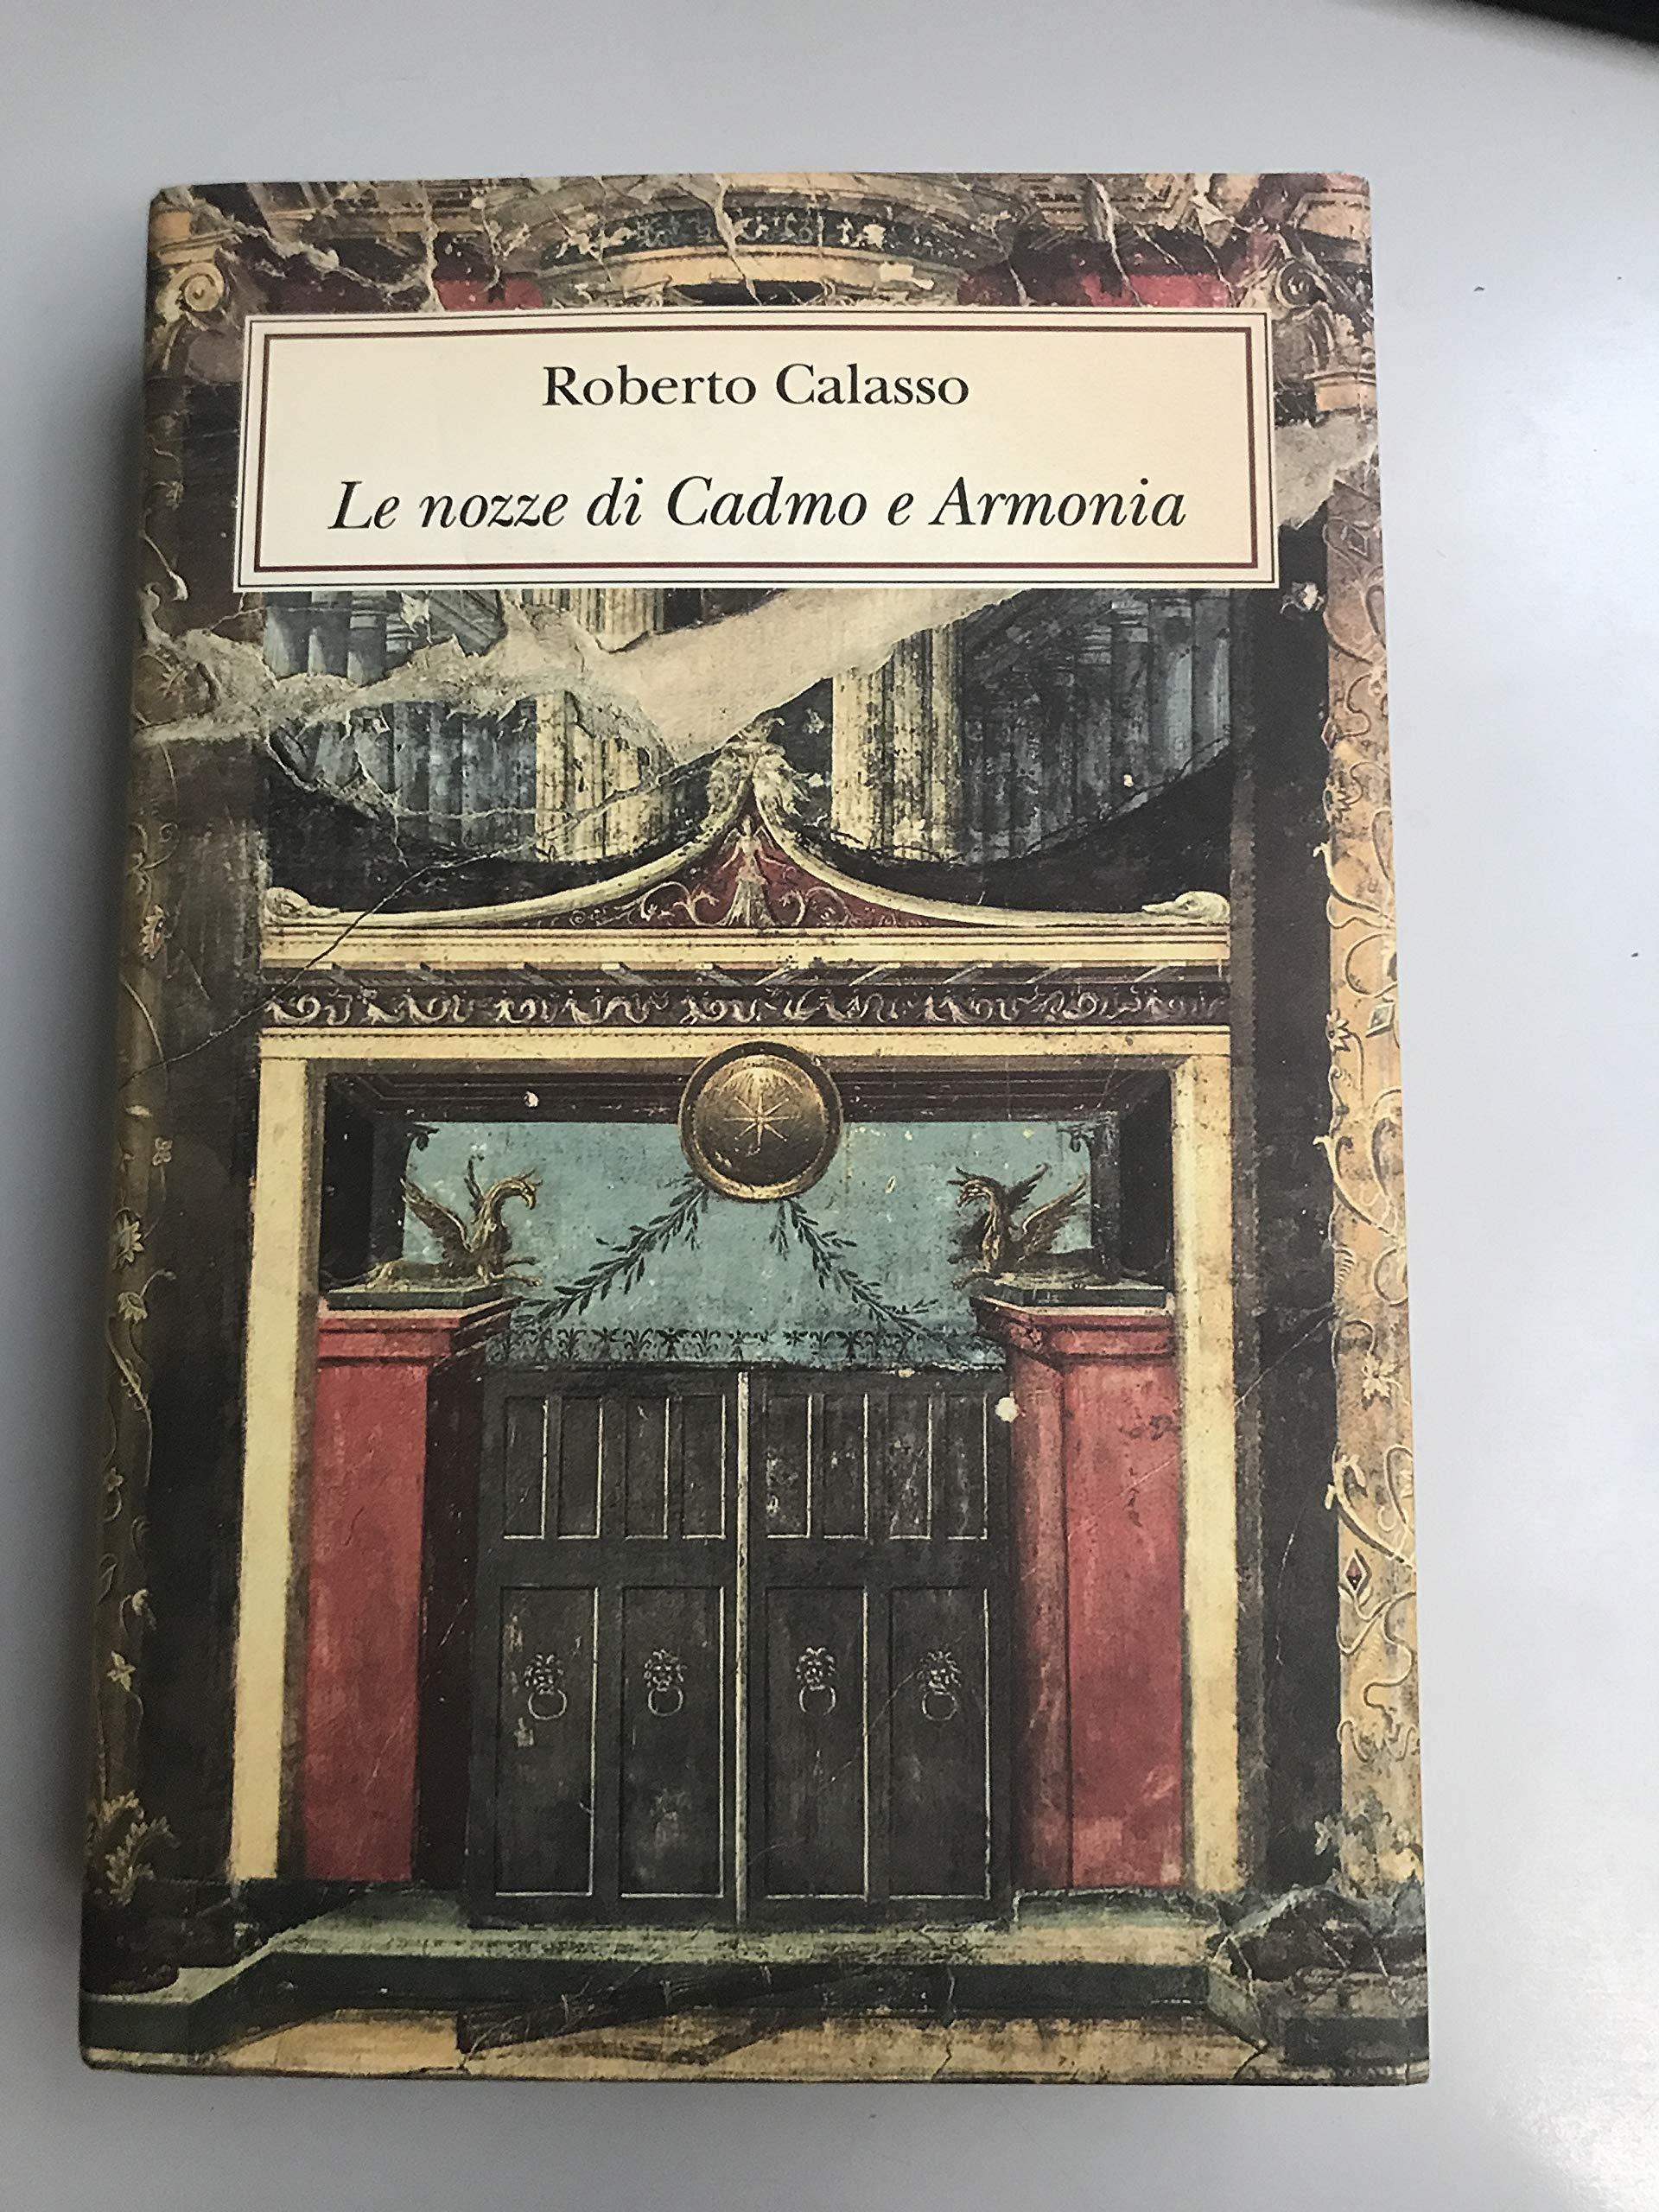 Roberto Calasso
Le nozze di Cadmo e Armonia